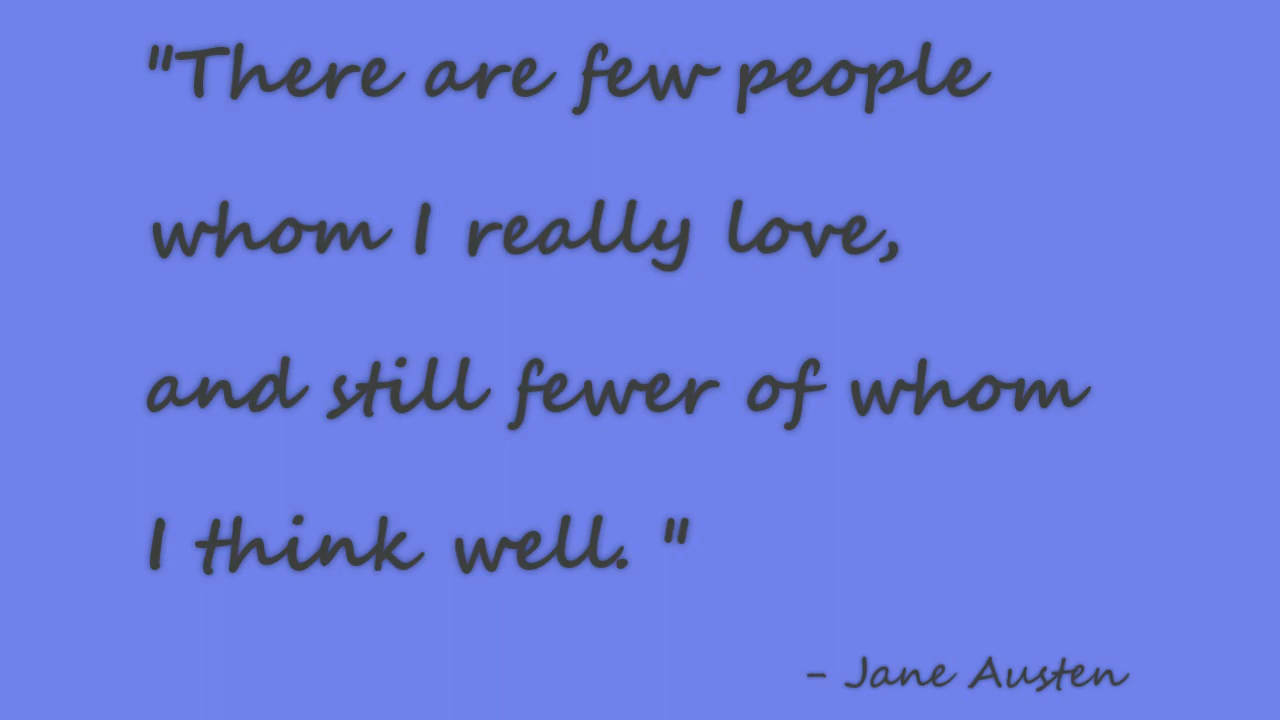 "There are few people
whom I really love,
and still fewer of whom
I think well. "
- Jane Austen